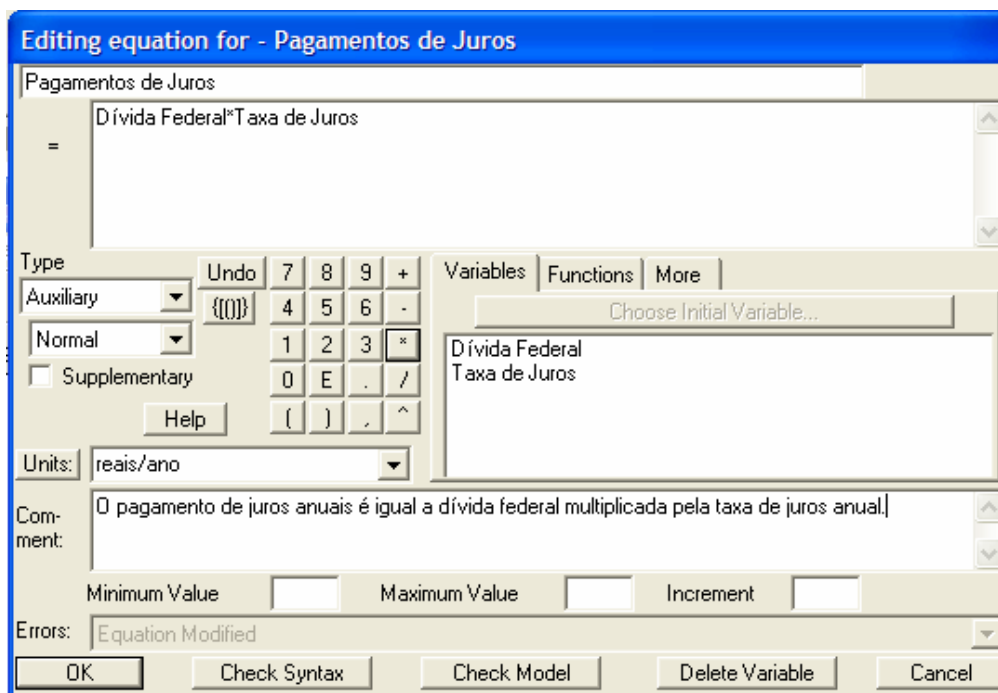 Editing equation for - Pagamentos de Juros
Pagamentos de Juros
=
Dívida Federal*Taxa de Juros
Type
Auxiliary
Normal
Supplementary
Help
Undo 7 8 9 +
{[()]} 4 5 6 -
1 2 3 *
0 E . /
( ) , ^
Variables Functions More
Choose Initial Variable...
Dívida Federal
Taxa de Juros
Units: reais/ano
Com-
ment:
O pagamento de juros anuais é igual a dívida federal multiplicada pela taxa de juros anual.
Minimum Value Maximum Value Increment
Errors: Equation Modified
OK Check Syntax Check Model Delete Variable Cancel